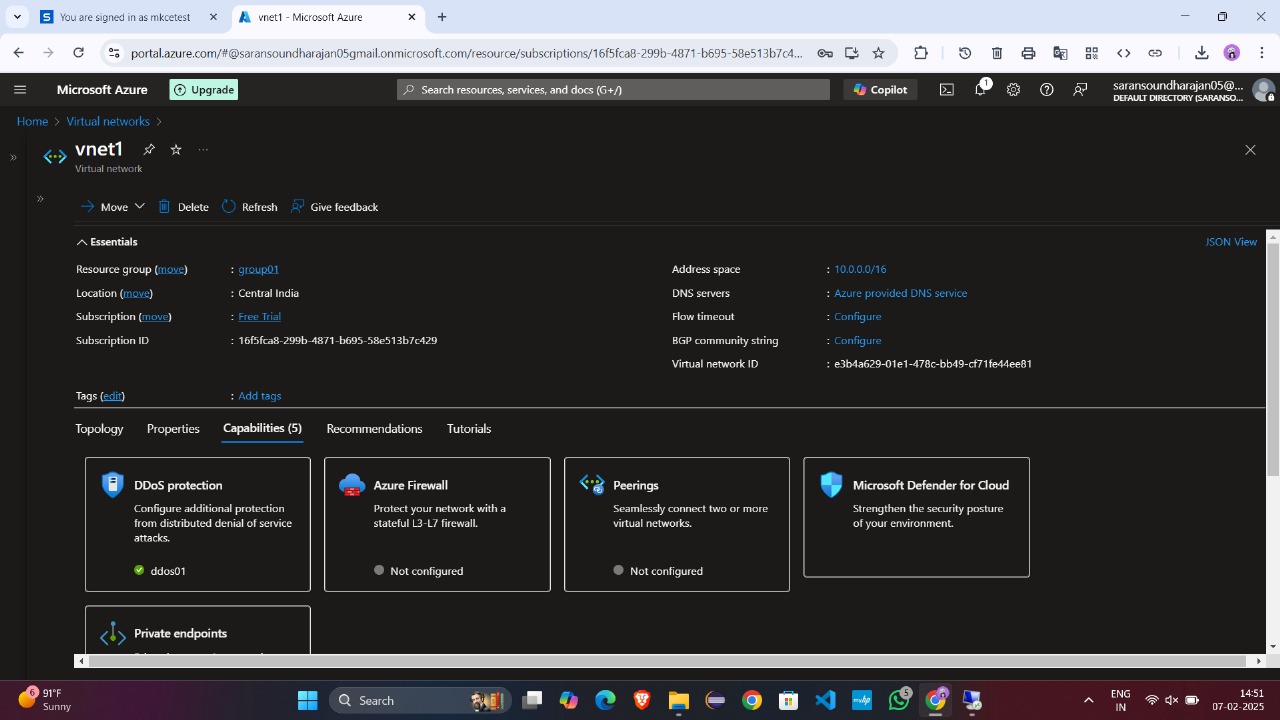 You are signed in as mkcetest
vnet1 - Microsoft Azure
portal.azure.com/#@saransoundharajan05gmail.onmicrosoft.com/resource/subscriptions/16f5fca8-299b-4871-b695-58e513b7c4...
Microsoft Azure
Upgrade
Search resources, services, and docs (G+/)
Copilot
1
saransoundharajan05@...
DEFAULT DIRECTORY (SARANSO...
Home > Virtual networks >
vnet1
Virtual network
Move
Delete
Refresh
Give feedback
Essentials
JSON View
Resource group (move) : group01
Location (move) : Central India
Subscription (move) : Free Trial
Subscription ID : 16f5fca8-299b-4871-b695-58e513b7c429
Address space : 10.0.0.0/16
DNS servers : Azure provided DNS service
Flow timeout : Configure
BGP community string : Configure
Virtual network ID : e3b4a629-01e1-478c-bb49-cf71fe44ee81
Tags (edit) : Add tags
Topology
Properties
Capabilities (5)
Recommendations
Tutorials
DDoS protection
Configure additional protection
from distributed denial of service
attacks.
ddos01
Azure Firewall
Protect your network with a
stateful L3-L7 firewall.
Not configured
Peerings
Seamlessly connect two or more
virtual networks.
Not configured
Microsoft Defender for Cloud
Strengthen the security posture
of your environment.
Private endpoints
6
91°F
Sunny
Search
5
ENG
IN
14:51
07-02-2025